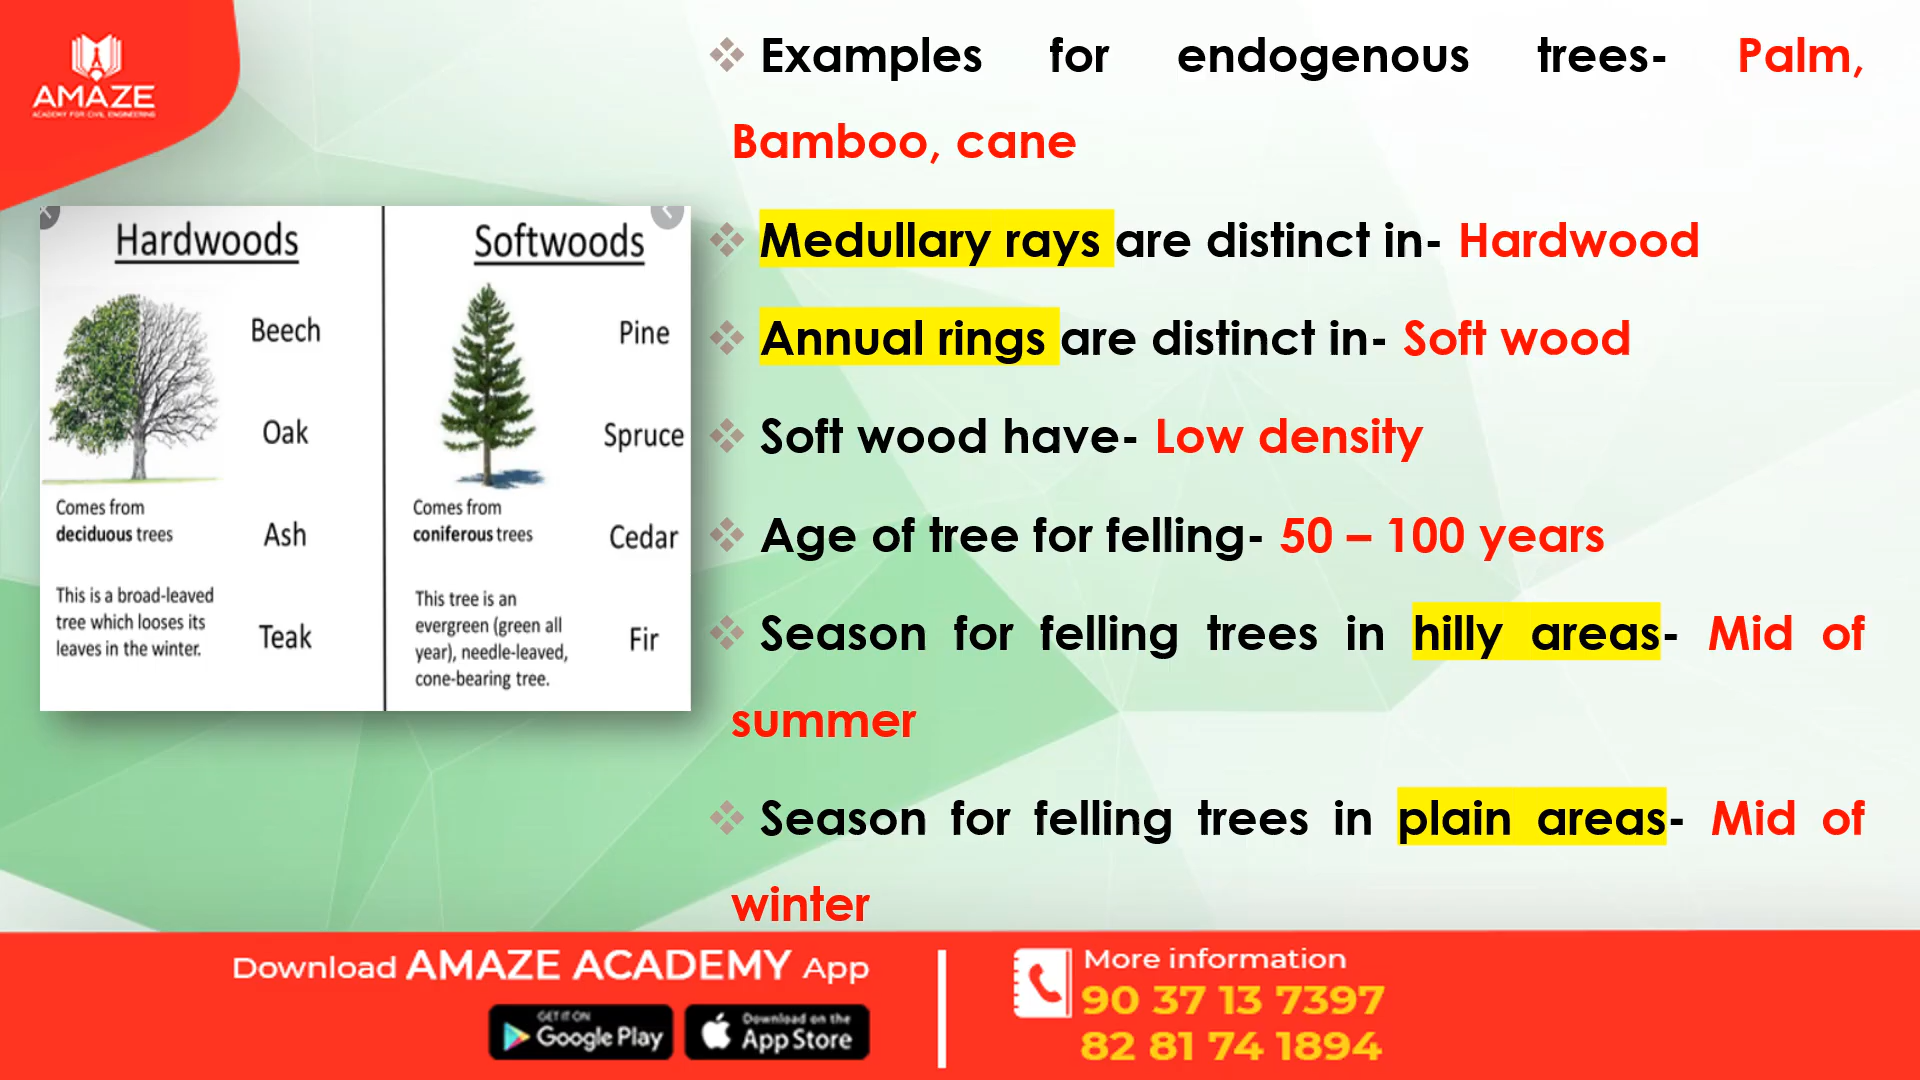 AMAZE
ACADEMY FOR CIVIL ENGINEERING
❖ Examples for endogenous trees- Palm,
Bamboo, cane
❖ Medullary rays are distinct in- Hardwood
❖ Annual rings are distinct in- Soft wood
❖ Soft wood have- Low density
❖ Age of tree for felling- 50 – 100 years
❖ Season for felling trees in hilly areas- Mid of
summer
❖ Season for felling trees in plain areas- Mid of
winter
Hardwoods
Beech
Oak
Comes from
deciduous trees
Ash
This is a broad-leaved
tree which looses its
leaves in the winter.
Teak
Softwoods
Pine
Spruce
Comes from
coniferous trees
Cedar
This tree is an
evergreen (green all
year), needle-leaved,
cone-bearing tree.
Fir
Download AMAZE ACADEMY App
GET IT ON
Google Play
Download on the
App Store
More information
90 37 13 7397
82 81 74 1894